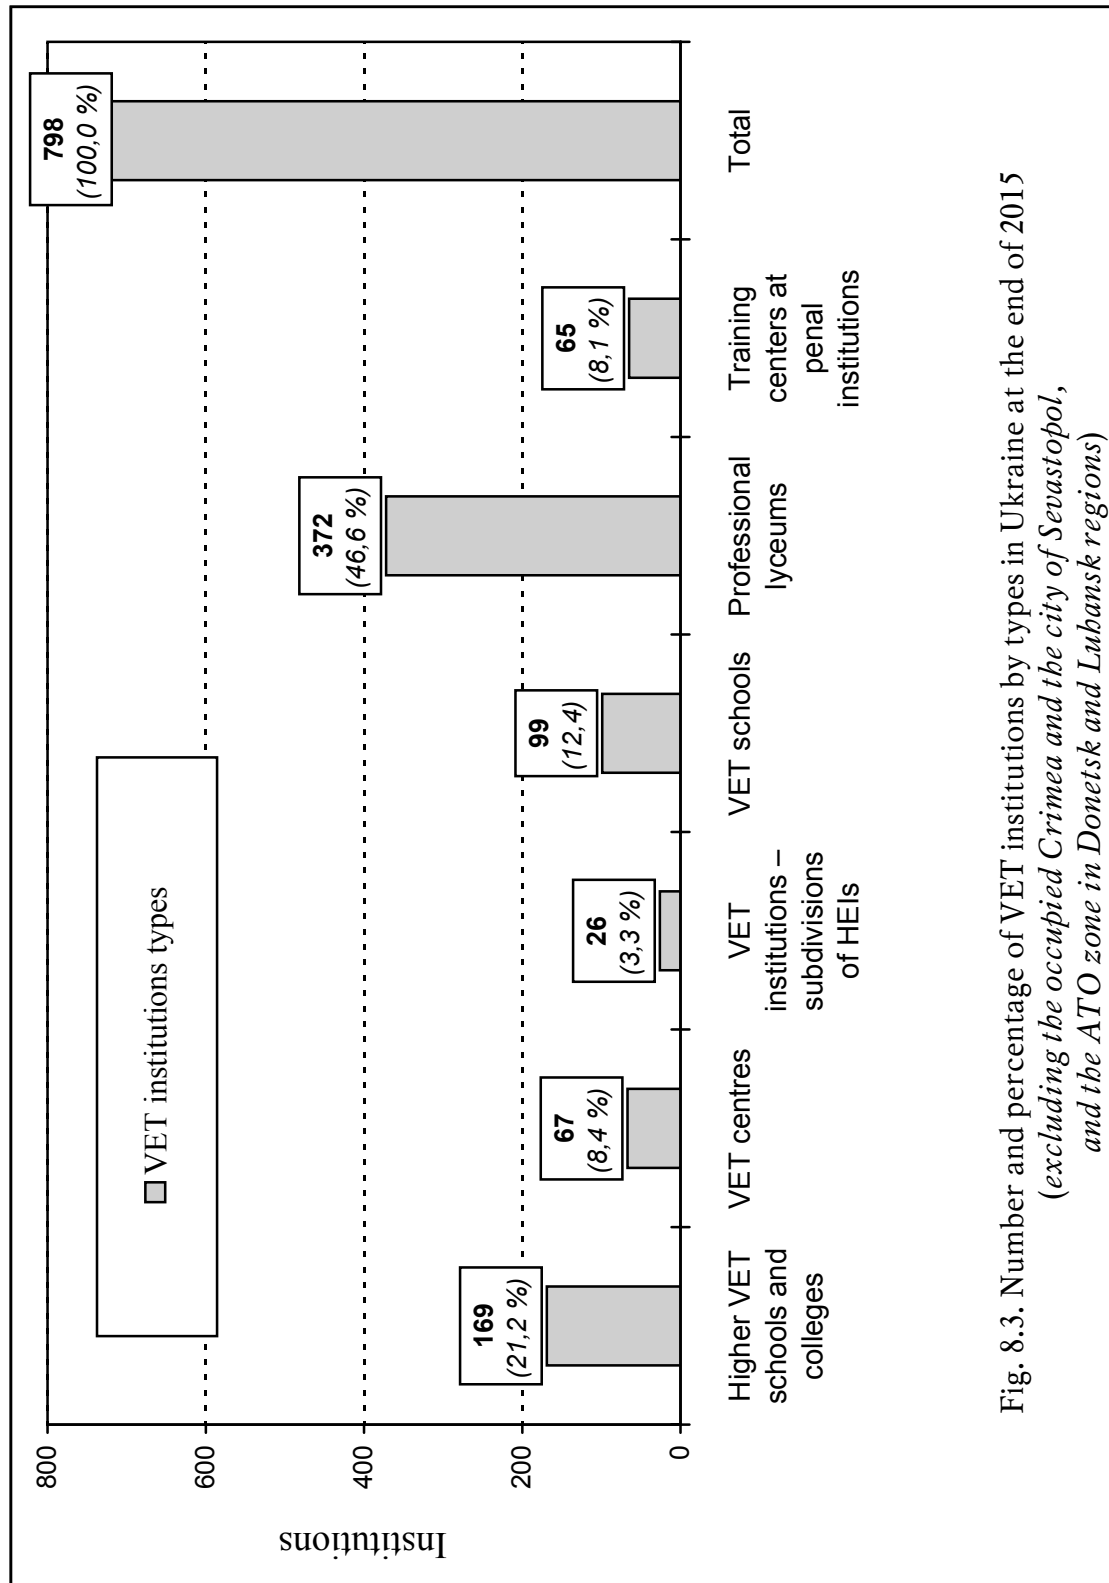 Institutions
800
600
400
200
0
VET institutions types
169
(21,2 %)
67
(8,4 %)
26
(3,3 %)
99
(12,4)
372
(46,6 %)
65
(8,1 %)
798
(100,0 %)
Higher VET
schools and
colleges
VET centres
VET
institutions –
subdivisions
of HEIs
VET schools
Professional
lyceums
Training
centers at
penal
institutions
Total
Fig. 8.3. Number and percentage of VET institutions by types in Ukraine at the end of 2015
(excluding the occupied Crimea and the city of Sevastopol,
and the ATO zone in Donetsk and Luhansk regions)